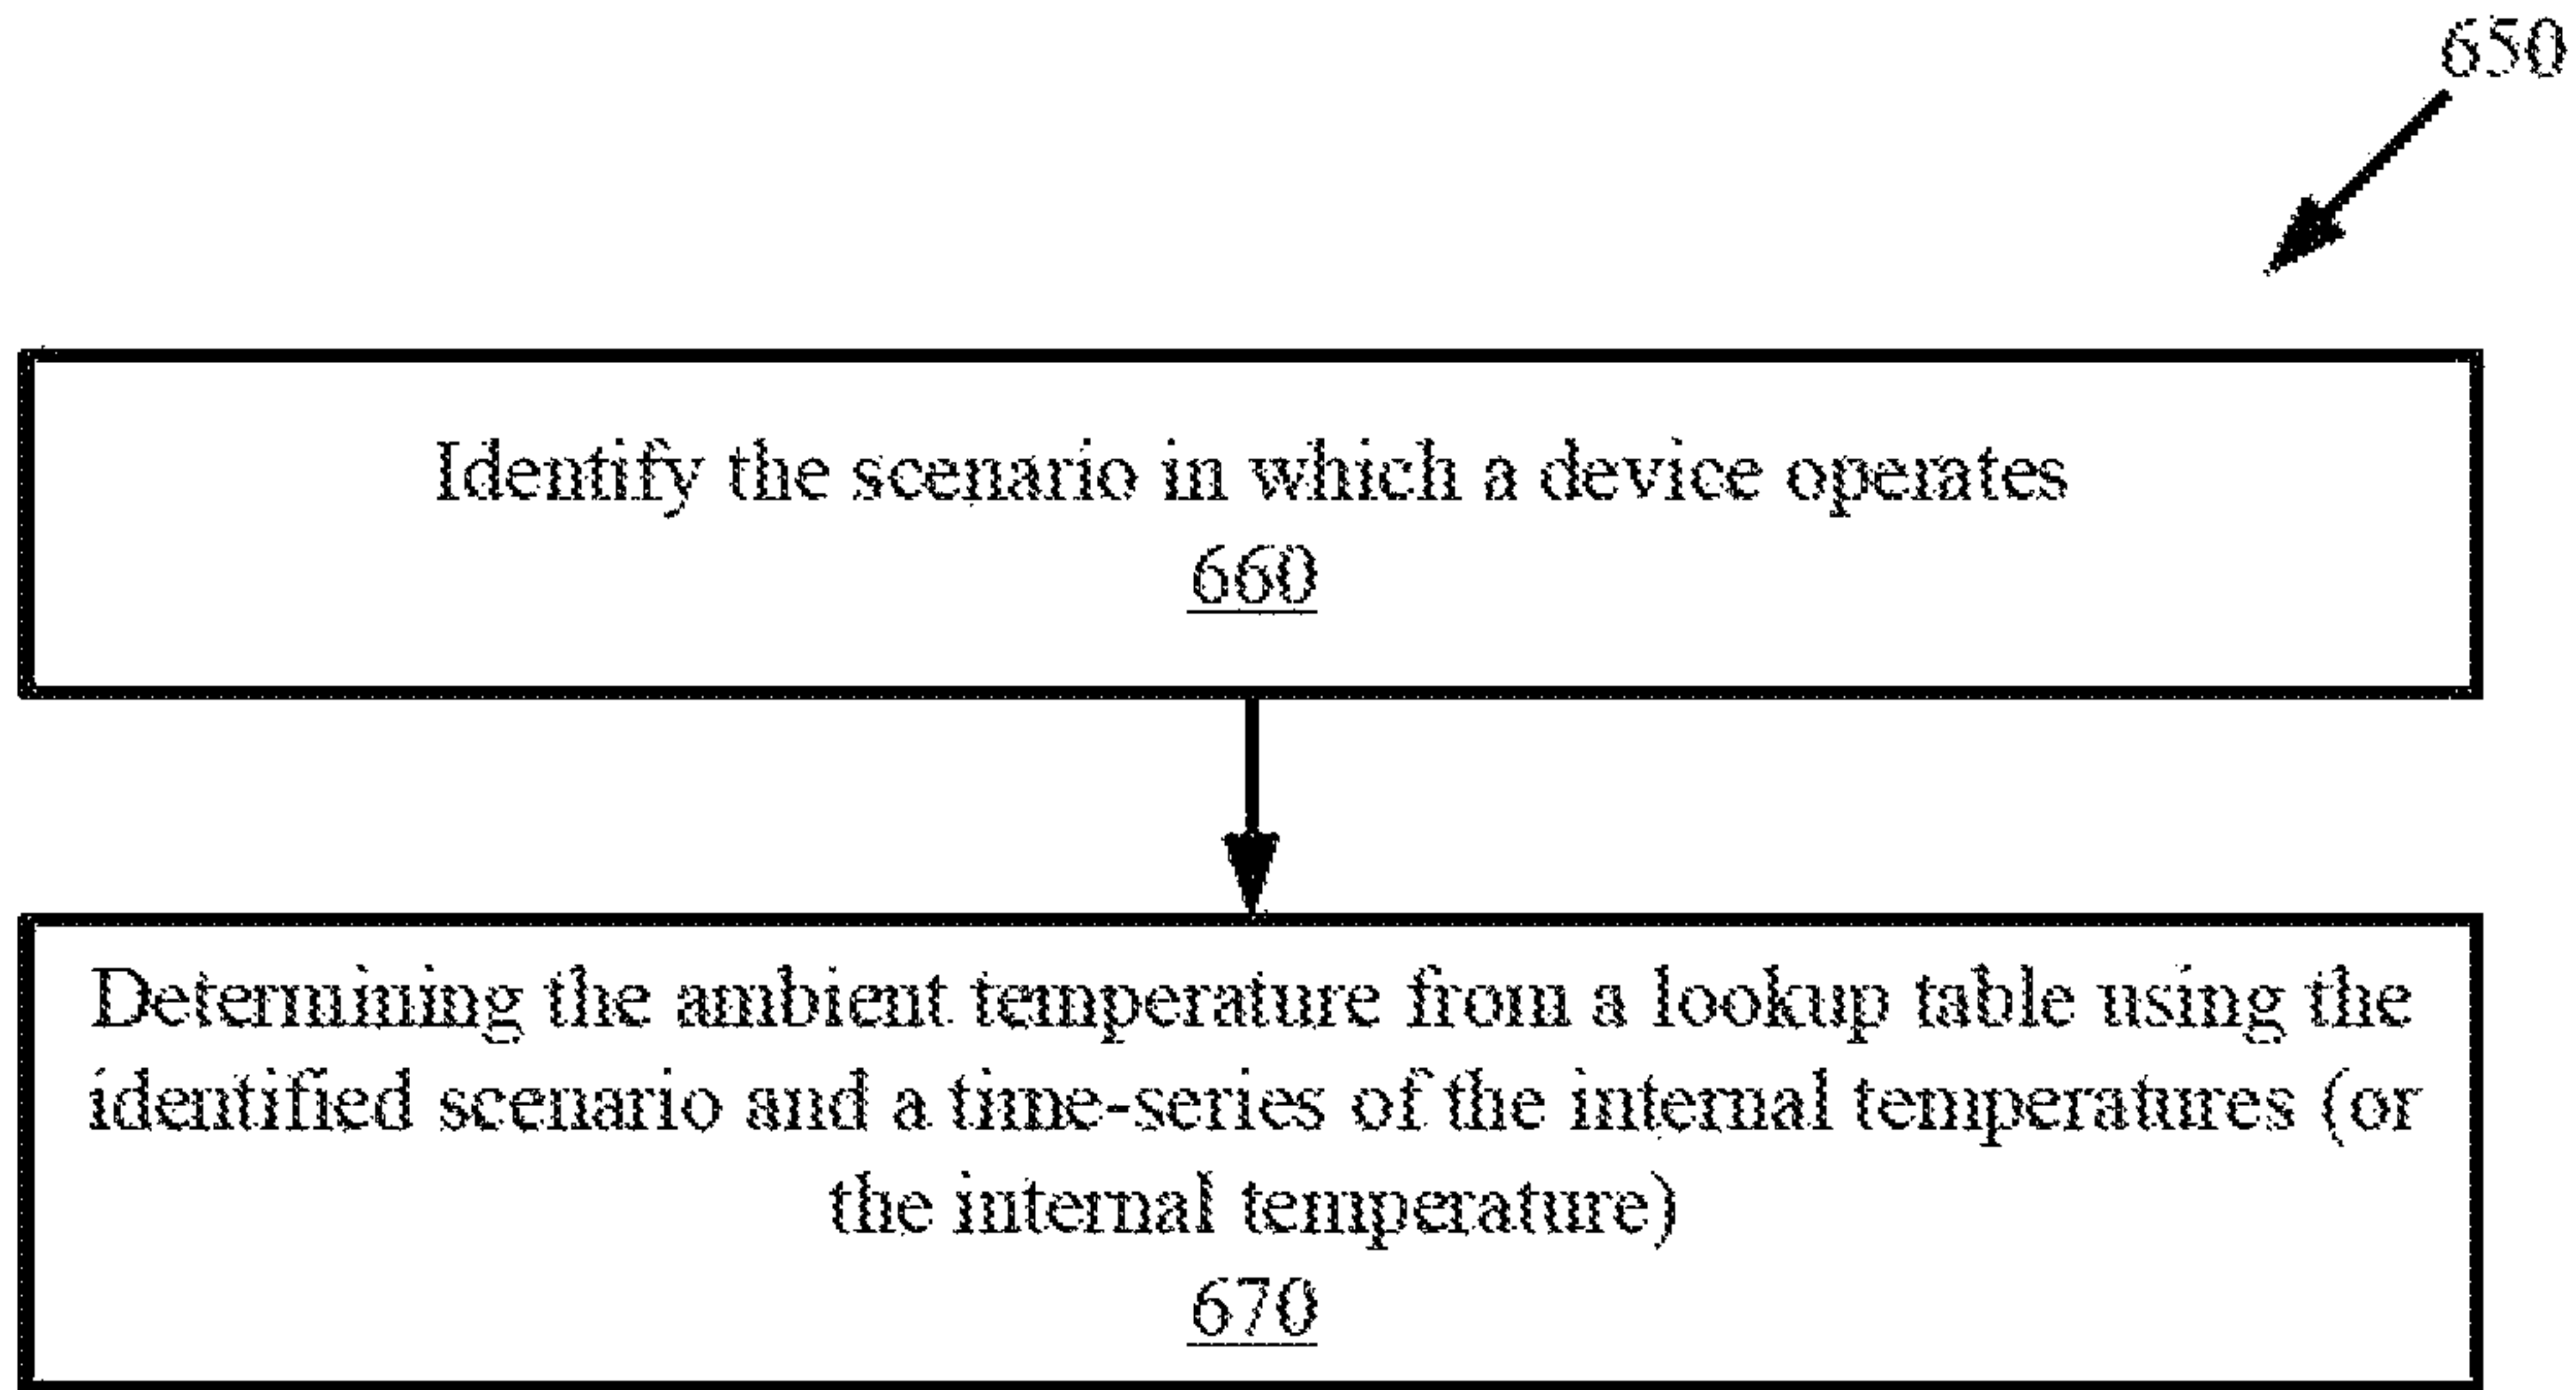 650
Identify the scenario in which a device operates
660
Determining the ambient temperature from a lookup table using the
identified scenario and a time-series of the internal temperatures (or
the internal temperature)
670